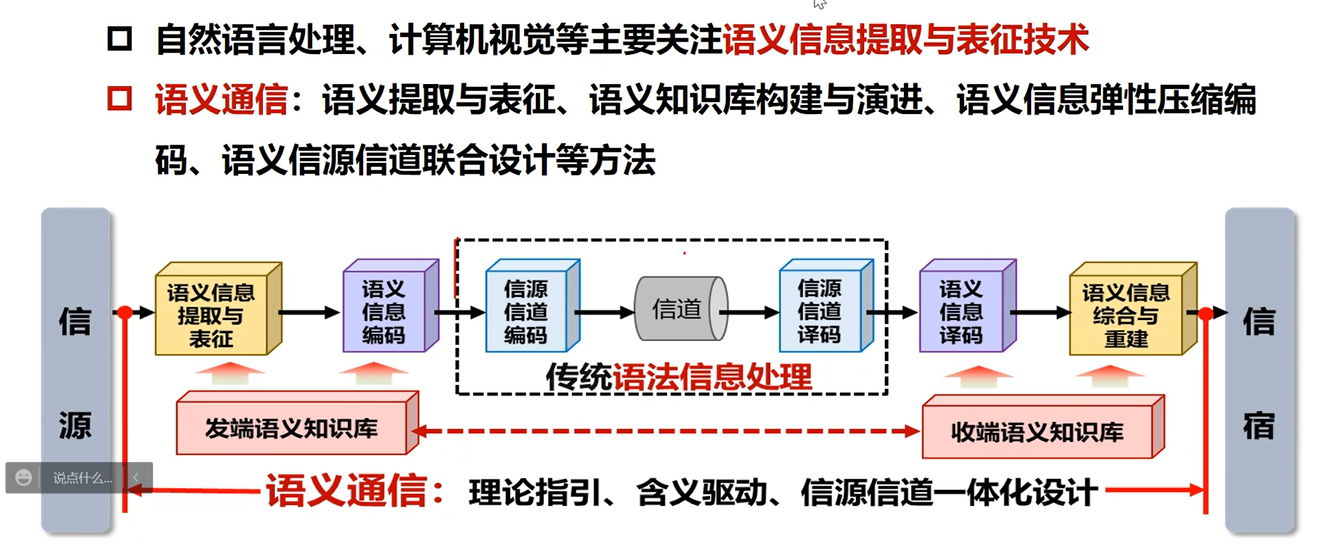 自然语言处理、计算机视觉等主要关注语义信息提取与表征技术
语义通信：语义提取与表征、语义知识库构建与演进、语义信息弹性压缩编
码、语义信源信道联合设计等方法
信
源
语义信息
提取与
表征
语义
信息
编码
信源
信道
编码
信道
信源
信道
译码
语义
信息
译码
语义信息
综合与
重建
信
宿
传统语法信息处理
发端语义知识库
收端语义知识库
说点什么...
语义通信：理论指引、含义驱动、信源信道一体化设计